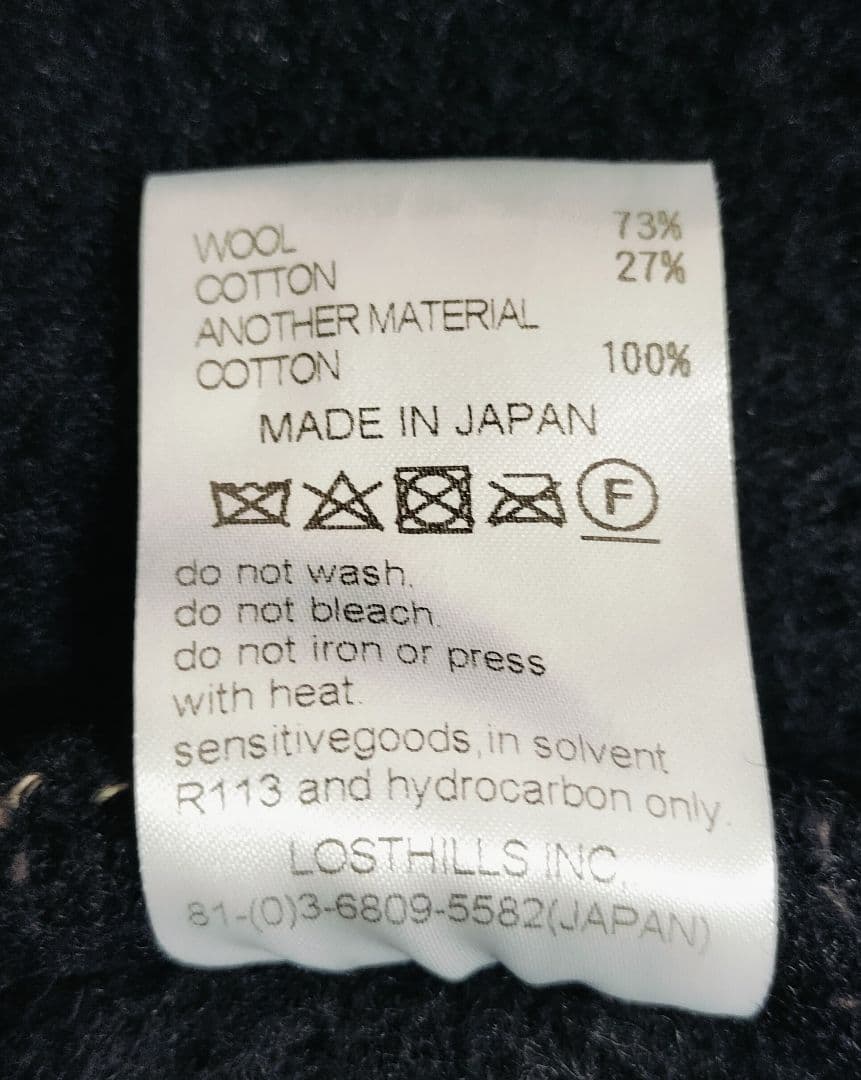 WOOL 73%
COTTON 27%
ANOTHER MATERIAL
COTTON 100%
MADE IN JAPAN
F
do not wash.
do not bleach.
do not iron or press
with heat.
sensitivegoods,in solvent
R113 and hydrocarbon only.
LOSTHILLS INC.
81-(0)3-6809-5582(JAPAN)